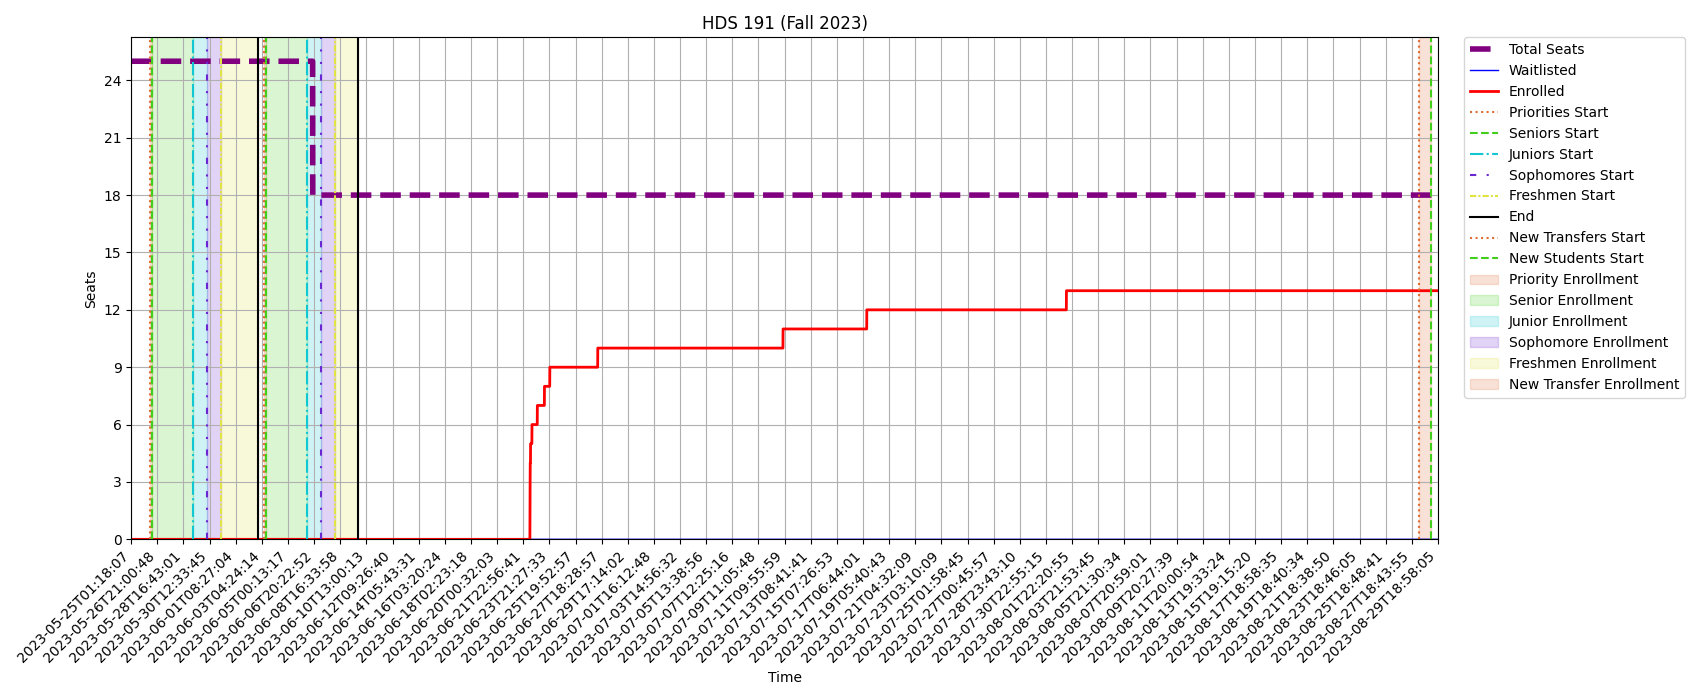 HDS 191 (Fall 2023)
Seats
24
21
18
15
12
9
6
3
0
2023-05-25T01:18:07
2023-05-26T21:00:48
2023-05-28T16:43:01
2023-05-30T12:33:45
2023-06-01T08:27:04
2023-06-03T04:24:14
2023-06-05T00:13:17
2023-06-06T20:22:52
2023-06-08T16:33:58
2023-06-10T13:00:13
2023-06-12T09:26:40
2023-06-14T05:43:31
2023-06-16T03:20:24
2023-06-18T02:23:18
2023-06-20T00:32:03
2023-06-21T22:56:41
2023-06-23T21:27:33
2023-06-25T19:52:57
2023-06-27T18:28:57
2023-06-29T17:14:02
2023-07-01T16:12:48
2023-07-03T14:56:32
2023-07-05T13:38:56
2023-07-07T12:25:16
2023-07-09T11:05:48
2023-07-11T09:55:59
2023-07-13T08:41:41
2023-07-15T07:26:53
2023-07-17T06:44:01
2023-07-19T05:40:43
2023-07-21T04:32:09
2023-07-23T03:10:09
2023-07-25T01:58:45
2023-07-27T00:45:57
2023-07-28T23:43:10
2023-07-30T22:55:15
2023-08-01T22:20:55
2023-08-03T21:53:45
2023-08-05T21:30:34
2023-08-07T20:59:01
2023-08-09T20:27:39
2023-08-11T20:00:54
2023-08-13T19:33:24
2023-08-15T19:15:20
2023-08-17T18:58:35
2023-08-19T18:40:34
2023-08-21T18:38:50
2023-08-23T18:46:05
2023-08-25T18:48:41
2023-08-27T18:43:55
2023-08-29T18:58:05
Time
Total Seats
Waitlisted
Enrolled
Priorities Start
Seniors Start
Juniors Start
Sophomores Start
Freshmen Start
End
New Transfers Start
New Students Start
Priority Enrollment
Senior Enrollment
Junior Enrollment
Sophomore Enrollment
Freshmen Enrollment
New Transfer Enrollment